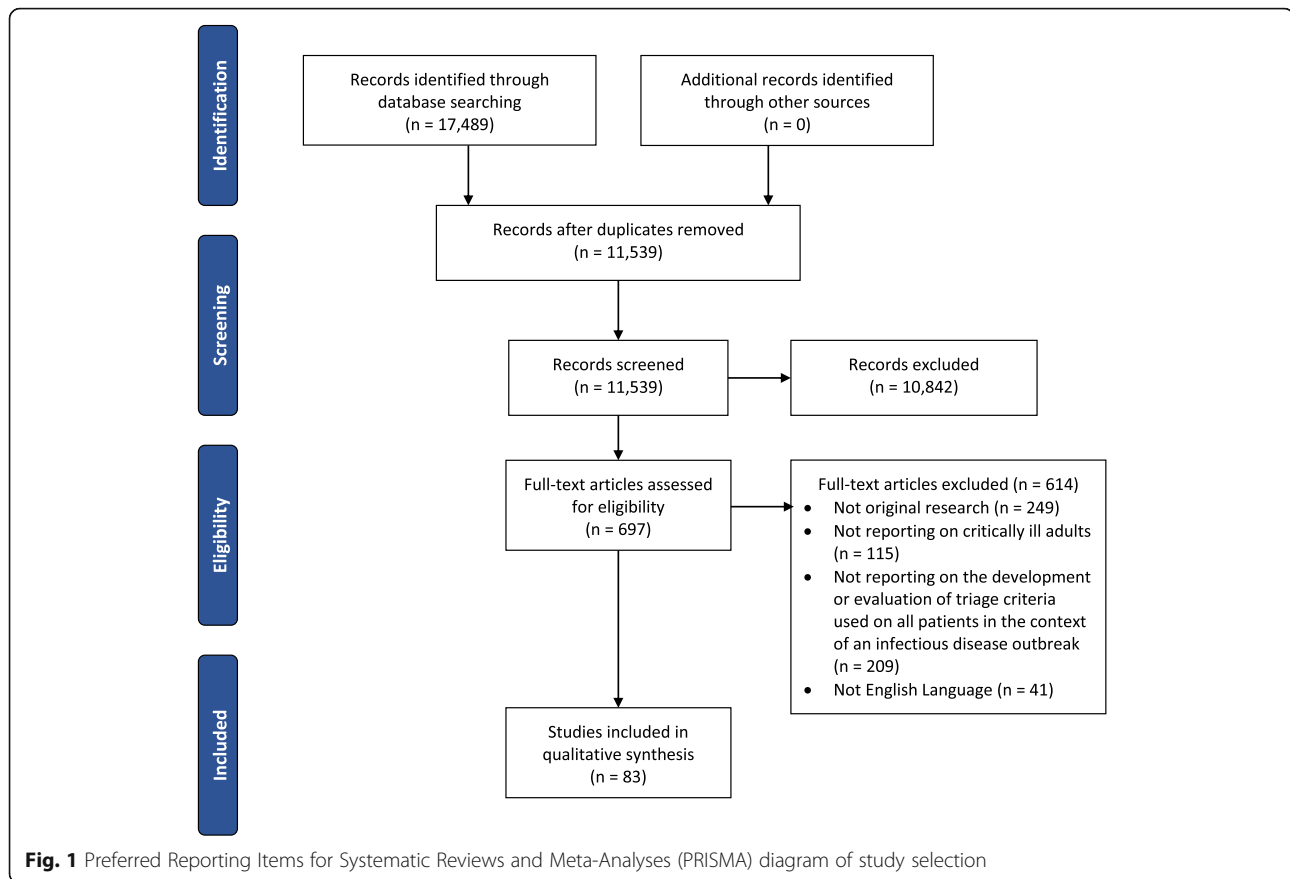 Identification
Records identified through
database searching
(n = 17,489)
Additional records identified
through other sources
(n = 0)
Records after duplicates removed
(n = 11,539)
Screening
Records screened
(n = 11,539)
Records excluded
(n = 10,842)
Eligibility
Full-text articles assessed
for eligibility
(n = 697)
Full-text articles excluded (n = 614)
• Not original research (n = 249)
• Not reporting on critically ill adults
(n = 115)
• Not reporting on the development
or evaluation of triage criteria
used on all patients in the context
of an infectious disease outbreak
(n = 209)
• Not English Language (n = 41)
Included
Studies included in
qualitative synthesis
(n = 83)
Fig. 1 Preferred Reporting Items for Systematic Reviews and Meta-Analyses (PRISMA) diagram of study selection